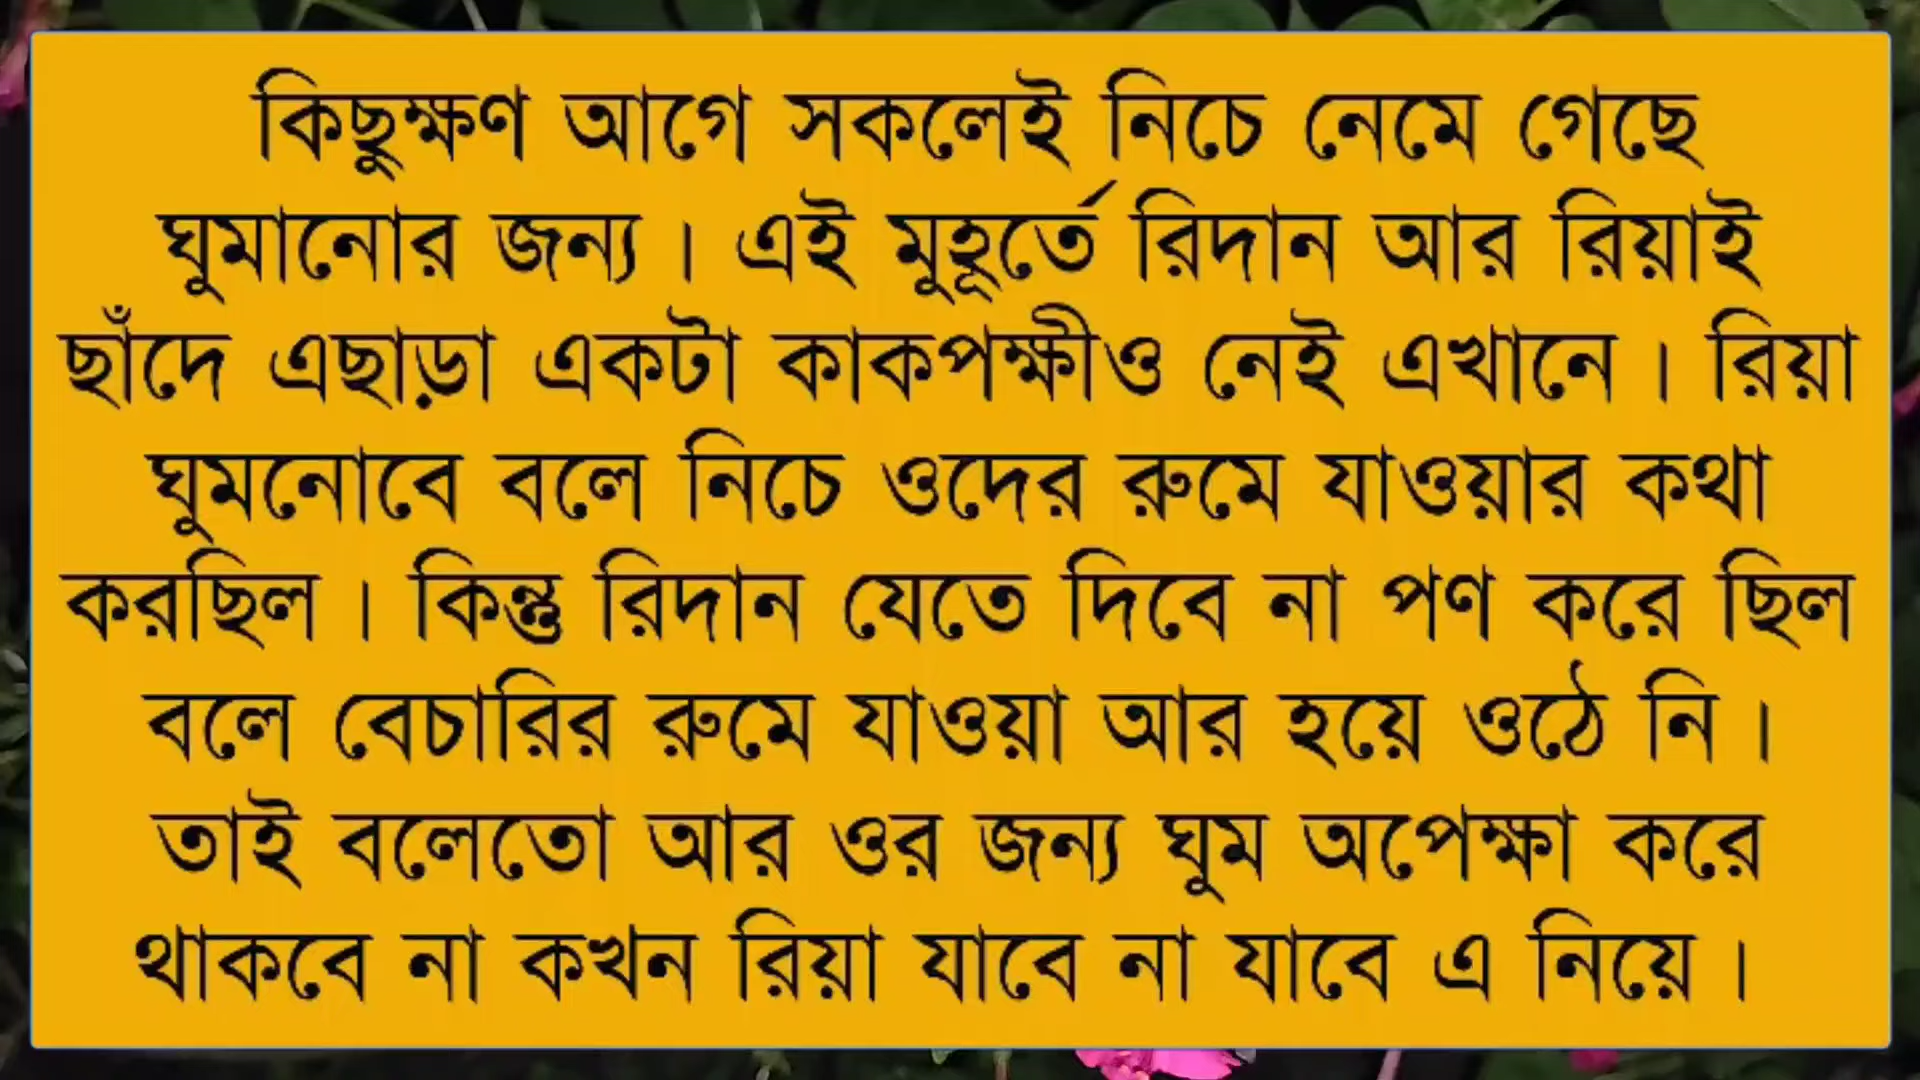 কিছুক্ষণ আগে সকলেই নিচে নেমে গেছে
ঘুমানোর জন্য । এই মুহূর্তে রিদান আর রিয়াই
ছাঁদে এছাড়া একটা কাকপক্ষীও নেই এখানে । রিয়া
ঘুমনোবে বলে নিচে ওদের রুমে যাওয়ার কথা
করছিল । কিন্তু রিদান যেতে দিবে না পণ করে ছিল
বলে বেচারির রুমে যাওয়া আর হয়ে ওঠে নি ।
তাই বলেতো আর ওর জন্য ঘুম অপেক্ষা করে
থাকবে না কখন রিয়া যাবে না যাবে এ নিয়ে ।